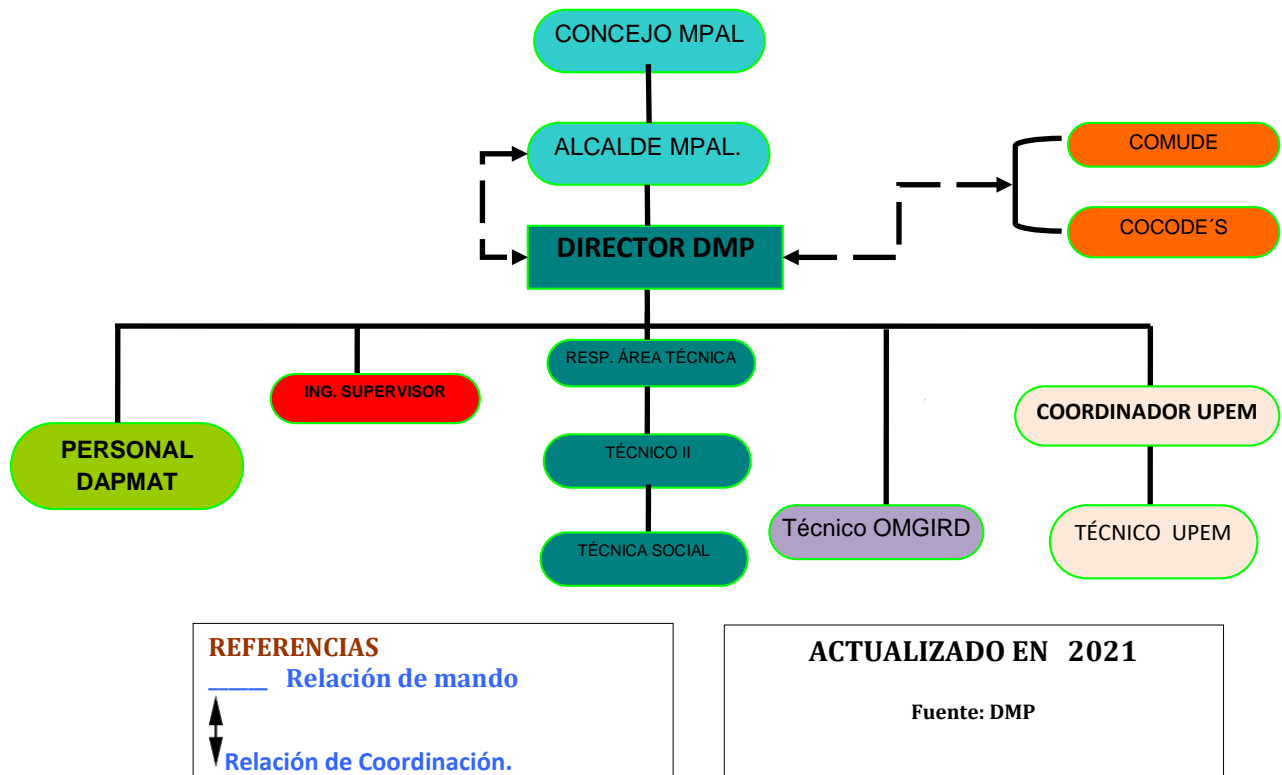 CONCEJO MPAL
ALCALDE MPAL.
COMUDE
COCODE´S
DIRECTOR DMP
RESP. ÁREA TÉCNICA
ING. SUPERVISOR
COORDINADOR UPEM
PERSONAL
DAPMAT
TÉCNICO II
Técnico OMGIRD
TÉCNICO UPEM
TÉCNICA SOCIAL
REFERENCIAS
______ Relación de mando
Relación de Coordinación.
ACTUALIZADO EN 2021
Fuente: DMP